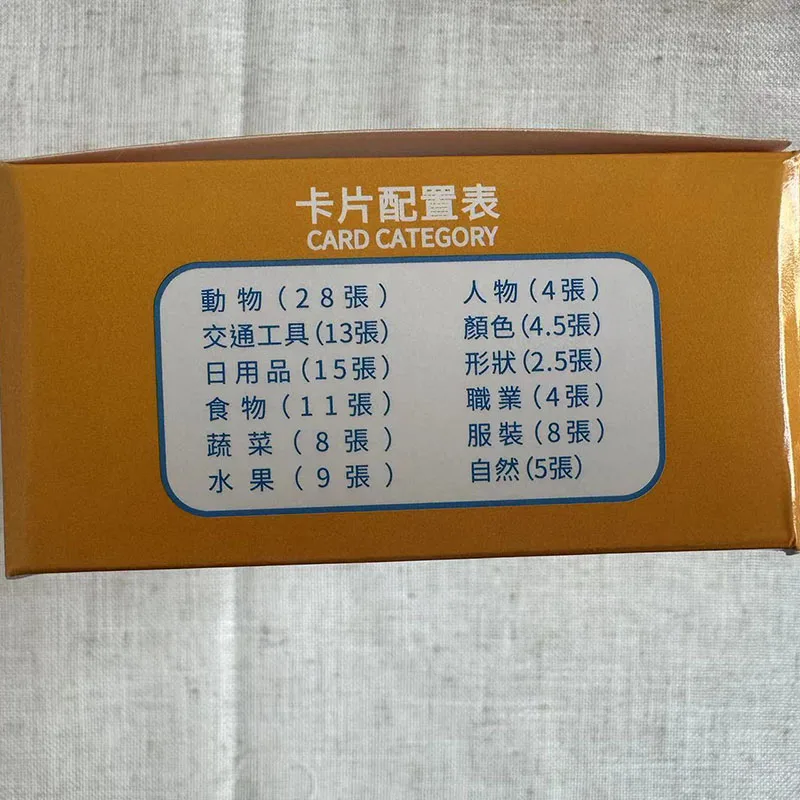 卡片配置表
CARD CATEGORY
動物(28張)
交通工具(13張)
日用品(15張)
食物(11張)
蔬菜(8張)
水果(9張)
人物(4張)
顏色(4.5張)
形狀(2.5張)
職業(4張)
服裝(8張)
自然(5張)